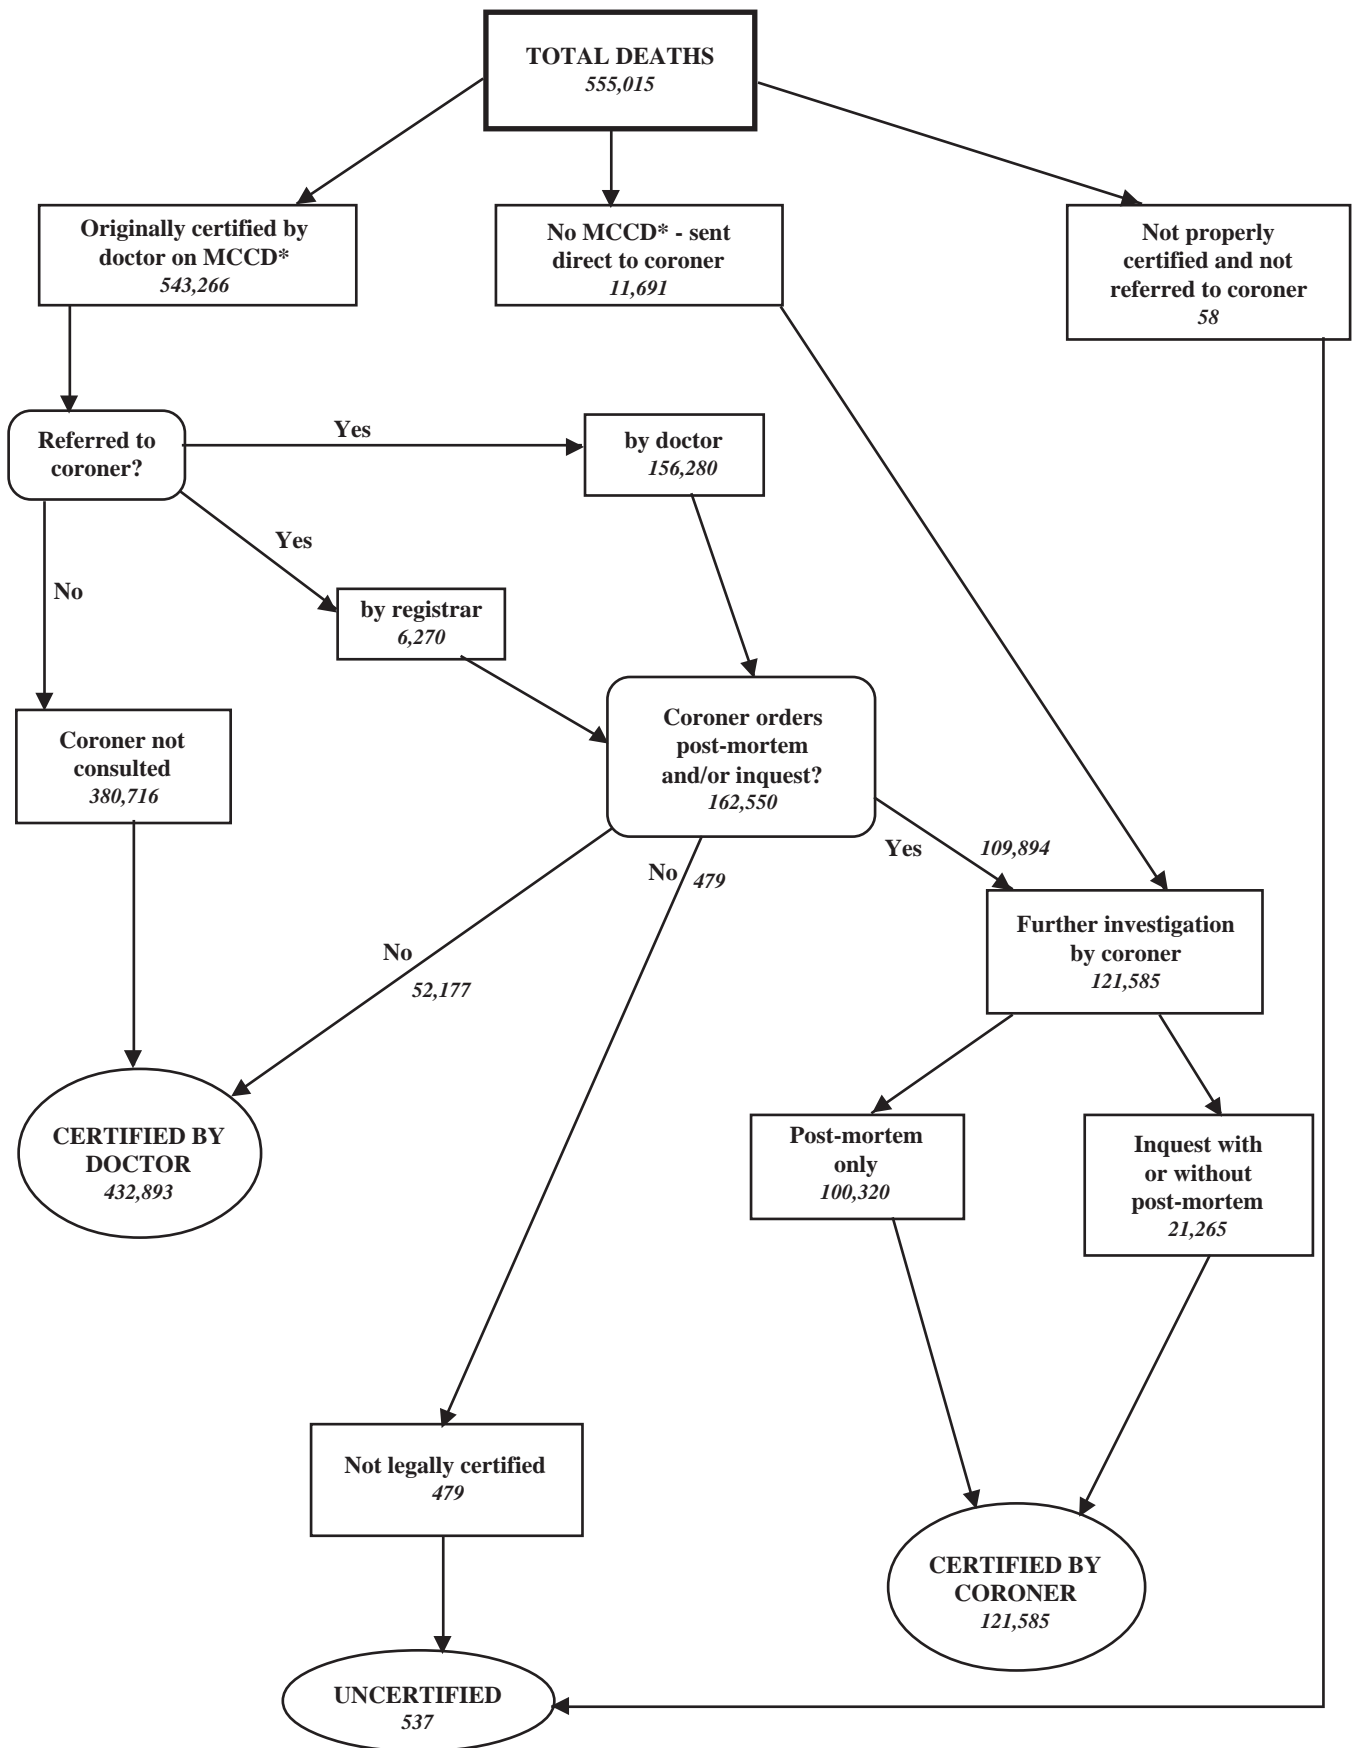 TOTAL DEATHS
555,015
Originally certified by
doctor on MCCD*
543,266
No MCCD* - sent
direct to coroner
11,691
Not properly
certified and not
referred to coroner
58
Referred to
coroner?
Yes
by doctor
156,280
Yes
No
by registrar
6,270
Coroner not
consulted
380,716
Coroner orders
post-mortem
and/or inquest?
162,550
Yes
109,894
No
479
No
52,177
Further investigation
by coroner
121,585
CERTIFIED BY
DOCTOR
432,893
Post-mortem
only
100,320
Inquest with
or without
post-mortem
21,265
Not legally certified
479
CERTIFIED BY
CORONER
121,585
UNCERTIFIED
537